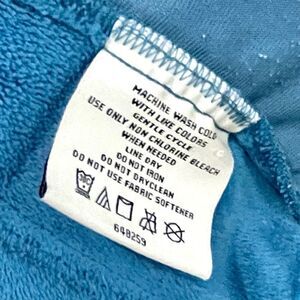 MACHINE WASH COLD
WITH LIKE COLORS
GENTLE CYCLE
USE ONLY NON CHLORINE BLEACH
WHEN NEEDED
LINE DRY
DO NOT IRON
DO NOT DRYCLEAN
DO NOT USE FABRIC SOFTENER
648259